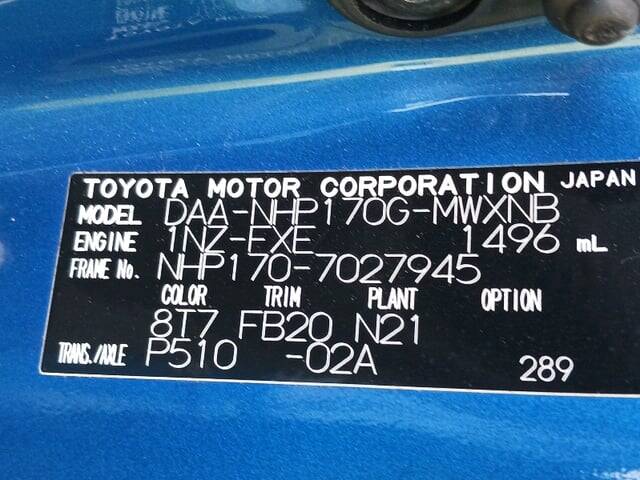 TOYOTA MOTOR CORPORATION JAPAN
MODEL DAA-NHP170G-MWXNB
ENGINE 1NZ-EXE 1496 mL
FRAME No. NHP170-7027945
COLOR TRIM PLANT OPTION
8T7 FB20 N21
TRANS./AXLE P510 -02A 289